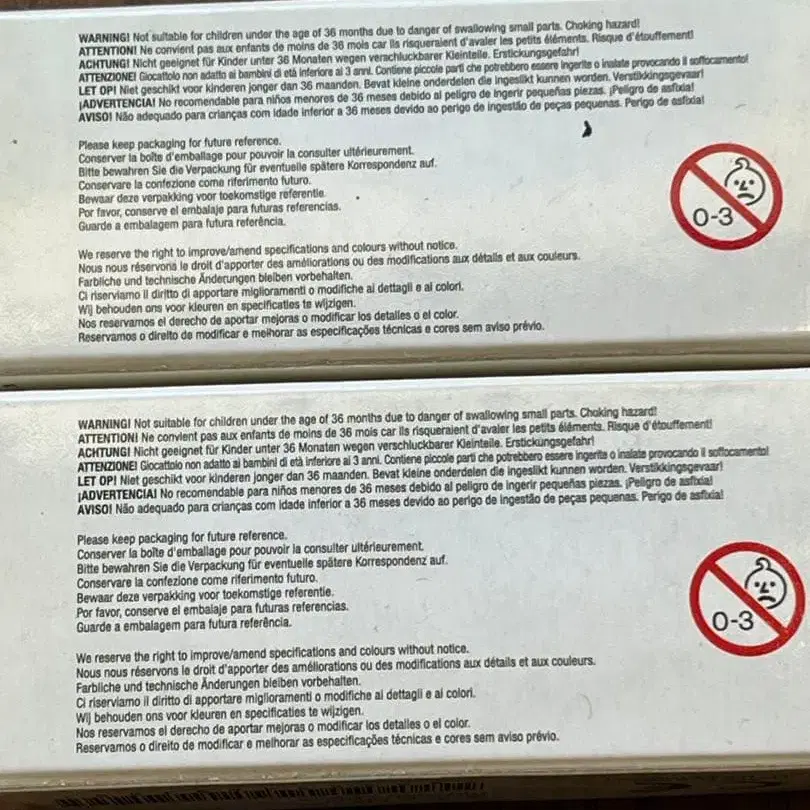 WARNING! Not suitable for children under the age of 36 months due to danger of swallowing small parts. Choking hazard!
ATTENTION! Ne convient pas aux enfants de moins de 36 mois car ils risqueraient d'avaler les petits éléments. Risque d'étouffement!
ACHTUNG! Nicht geeignet für Kinder unter 36 Monaten wegen verschluckbarer Kleinteile. Erstickungsgefahr!
ATTENZIONE! Giocattolo non adatto ai bambini di età inferiore ai 3 anni. Contiene piccole parti che potrebbero essere ingerite o inalate provocando il soffocamento!
LET OP! Niet geschikt voor kinderen jonger dan 36 maanden. Bevat kleine onderdelen die ingeslikt kunnen worden. Verstikkingsgevaar!
¡ADVERTENCIA! No recomendable para niños menores de 36 meses debido al peligro de ingerir pequeñas piezas. ¡Peligro de asfixia!
AVISO! Não adequado para crianças com idade inferior a 36 meses devido ao perigo de ingestão de peças pequenas. Perigo de asfixia!
Please keep packaging for future reference.
Conserver la boîte d'emballage pour pouvoir la consulter ultérieurement.
Bitte bewahren Sie die Verpackung für eventuelle spätere Korrespondenz auf.
Conservare la confezione come riferimento futuro.
Bewaar deze verpakking voor toekomstige referentie.
Por favor, conserve el embalaje para futuras referencias.
Guarde a embalagem para futura referência.
0-3
We reserve the right to improve/amend specifications and colours without notice.
Nous nous réservons le droit d'apporter des améliorations ou des modifications aux détails et aux couleurs.
Farbliche und technische Änderungen bleiben vorbehalten.
Ci riserviamo il diritto di apportare miglioramenti o modifiche ai dettagli e ai colori.
Wij behouden ons voor kleuren en specificaties te wijzigen.
Nos reservamos el derecho de aportar mejoras o modificar los detalles o el color.
Reservamos o direito de modificar e melhorar as especificações técnicas e cores sem aviso prévio.
WARNING! Not suitable for children under the age of 36 months due to danger of swallowing small parts. Choking hazard!
ATTENTION! Ne convient pas aux enfants de moins de 36 mois car ils risqueraient d'avaler les petits éléments. Risque d'étouffement!
ACHTUNG! Nicht geeignet für Kinder unter 36 Monaten wegen verschluckbarer Kleinteile. Erstickungsgefahr!
ATTENZIONE! Giocattolo non adatto ai bambini di età inferiore ai 3 anni. Contiene piccole parti che potrebbero essere ingerite o inalate provocando il soffocamento!
LET OP! Niet geschikt voor kinderen jonger dan 36 maanden. Bevat kleine onderdelen die ingeslikt kunnen worden. Verstikkingsgevaar!
¡ADVERTENCIA! No recomendable para niños menores de 36 meses debido al peligro de ingerir pequeñas piezas. ¡Peligro de asfixia!
AVISO! Não adequado para crianças com idade inferior a 36 meses devido ao perigo de ingestão de peças pequenas. Perigo de asfixia!
Please keep packaging for future reference.
Conserver la boîte d'emballage pour pouvoir la consulter ultérieurement.
Bitte bewahren Sie die Verpackung für eventuelle spätere Korrespondenz auf.
Conservare la confezione come riferimento futuro.
Bewaar deze verpakking voor toekomstige referentie.
Por favor, conserve el embalaje para futuras referencias.
Guarde a embalagem para futura referência.
0-3
We reserve the right to improve/amend specifications and colours without notice.
Nous nous réservons le droit d'apporter des améliorations ou des modifications aux détails et aux couleurs.
Farbliche und technische Änderungen bleiben vorbehalten.
Ci riserviamo il diritto di apportare miglioramenti o modifiche ai dettagli e ai colori.
Wij behouden ons voor kleuren en specificaties te wijzigen.
Nos reservamos el derecho de aportar mejoras o modificar los detalles o el color.
Reservamos o direito de modificar e melhorar as especificações técnicas e cores sem aviso prévio.